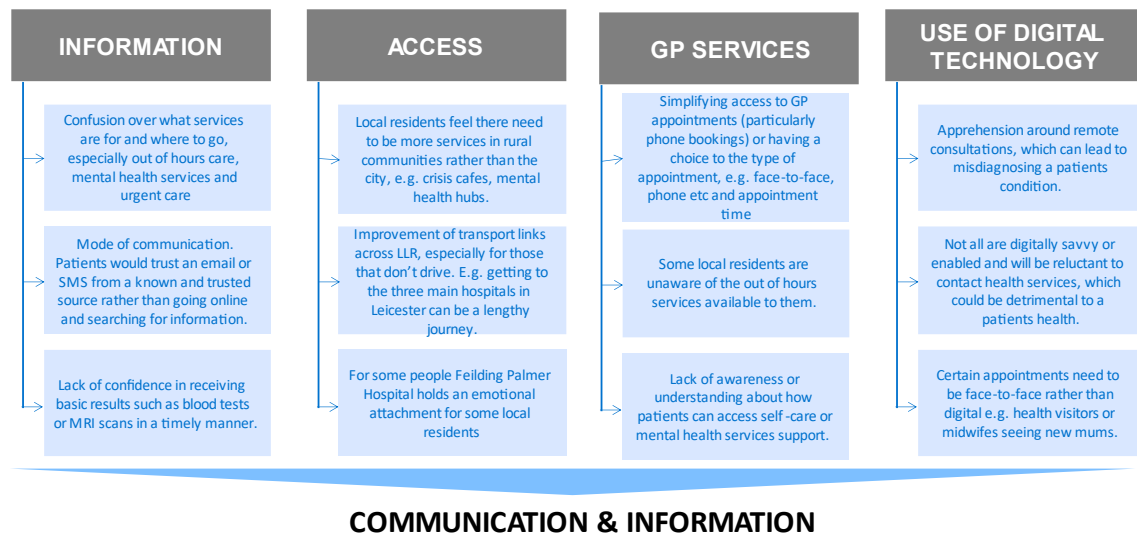 INFORMATION
Confusion over what services
are for and where to go,
especially out of hours care,
mental health services and
urgent care
Mode of communication.
Patients would trust an email or
SMS from a known and trusted
source rather than going online
and searching for information.
Lack of confidence in receiving
basic results such as blood tests
or MRI scans in a timely manner.
ACCESS
Local residents feel there need
to be more services in rural
communities rather than the
city, e.g. crisis cafes, mental
health hubs.
Improvement of transport links
across LLR, especially for those
that don't drive. E.g. getting to
the three main hospitals in
Leicester can be a lengthy
journey.
For some people Feilding Palmer
Hospital holds an emotional
attachment for some local
residents
GP SERVICES
Simplifying access to GP
appointments (particularly
phone bookings) or having a
choice to the type of
appointment, e.g. face-to-face,
phone etc and appointment
time
Some local residents are
unaware of the out of hours
services available to them.
Lack of awareness or
understanding about how
patients can access self -care or
mental health services support.
USE OF DIGITAL
TECHNOLOGY
Apprehension around remote
consultations, which can lead to
misdiagnosing a patients
condition.
Not all are digitally savvy or
enabled and will be reluctant to
contact health services, which
could be detrimental to a
patients health.
Certain appointments need to
be face-to-face rather than
digital e.g. health visitors or
midwifes seeing new mums.
COMMUNICATION & INFORMATION